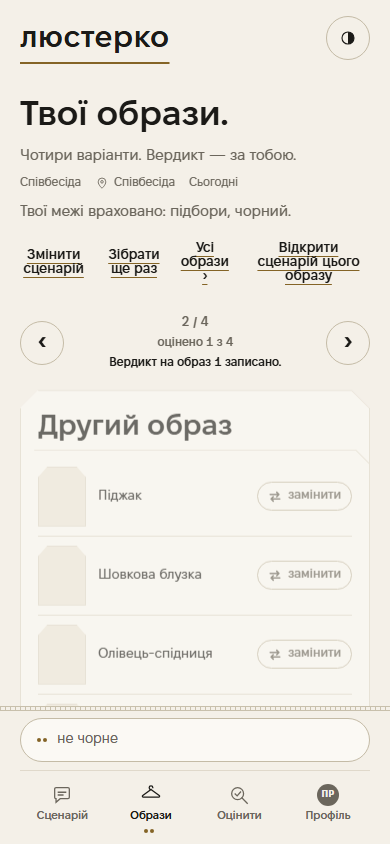 люстерко
Твої образи.
Чотири варіанти. Вердикт — за тобою.
Співбесіда Співбесіда Сьогодні
Твої межі враховано: підбори, чорний.
Змінити сценарій
Зібрати ще раз
Усі образи ›
Відкрити сценарій цього образу
‹
2 / 4
оцінено 1 з 4
Вердикт на образ 1 записано.
›
Другий образ
Піджак замінити
Шовкова блузка замінити
Олівець-спідниця замінити
не чорне
Сценарій Образи Оцінити ПР Профіль